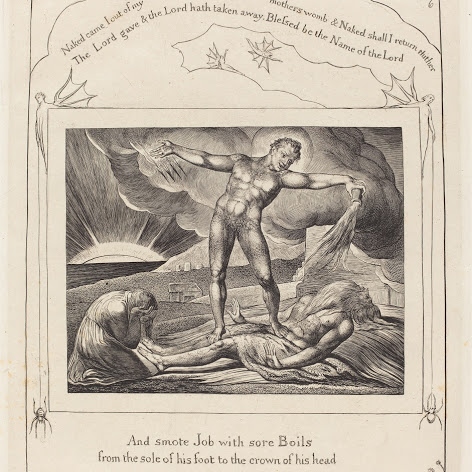 6
Naked came I out of my mothers womb & Naked shall I return thither
The Lord gave & the Lord hath taken away. Blessed be the Name of the Lord
And smote Job with sore Boils
from the sole of his foot to the crown of his head